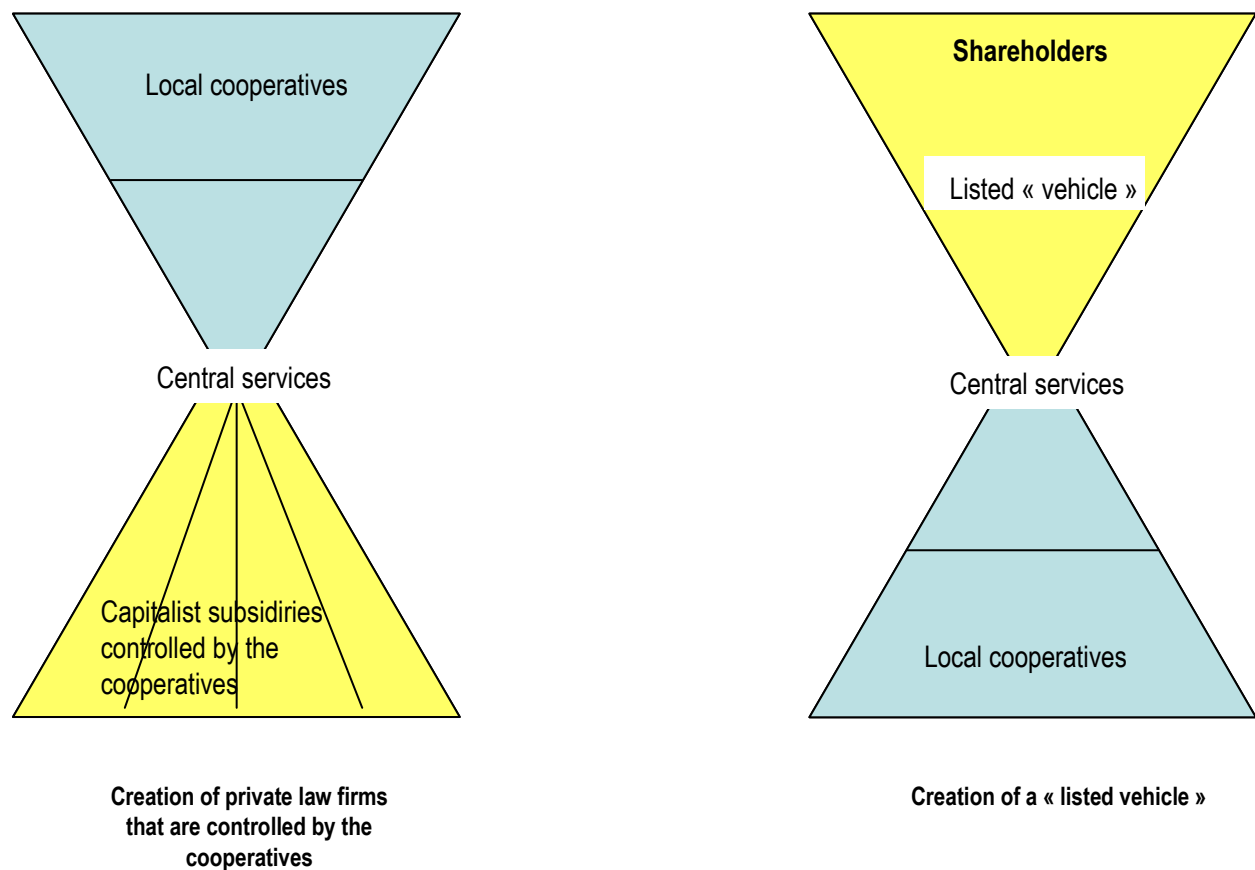 Local cooperatives
Central services
Capitalist subsidiries
controlled by the
cooperatives
Creation of private law firms
that are controlled by the
cooperatives
Shareholders
Listed « vehicle »
Central services
Local cooperatives
Creation of a « listed vehicle »